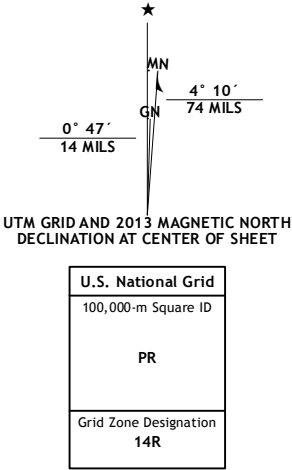 MN
4° 10´
74 MILS
GN
0° 47´
14 MILS
UTM GRID AND 2013 MAGNETIC NORTH
DECLINATION AT CENTER OF SHEET
U.S. National Grid
100,000-m Square ID
PR
Grid Zone Designation
14R